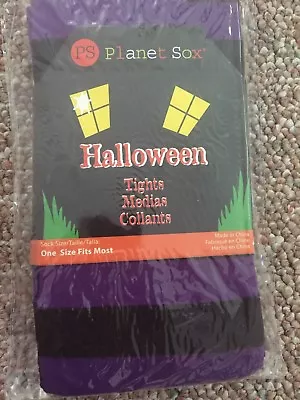 PS Planet Sox®
Halloween
Tights
Medias
Collants
Sock Size/Taille/Talla:
One Size Fits Most
Made in China
Fabriqué en Chine
Hecho en China